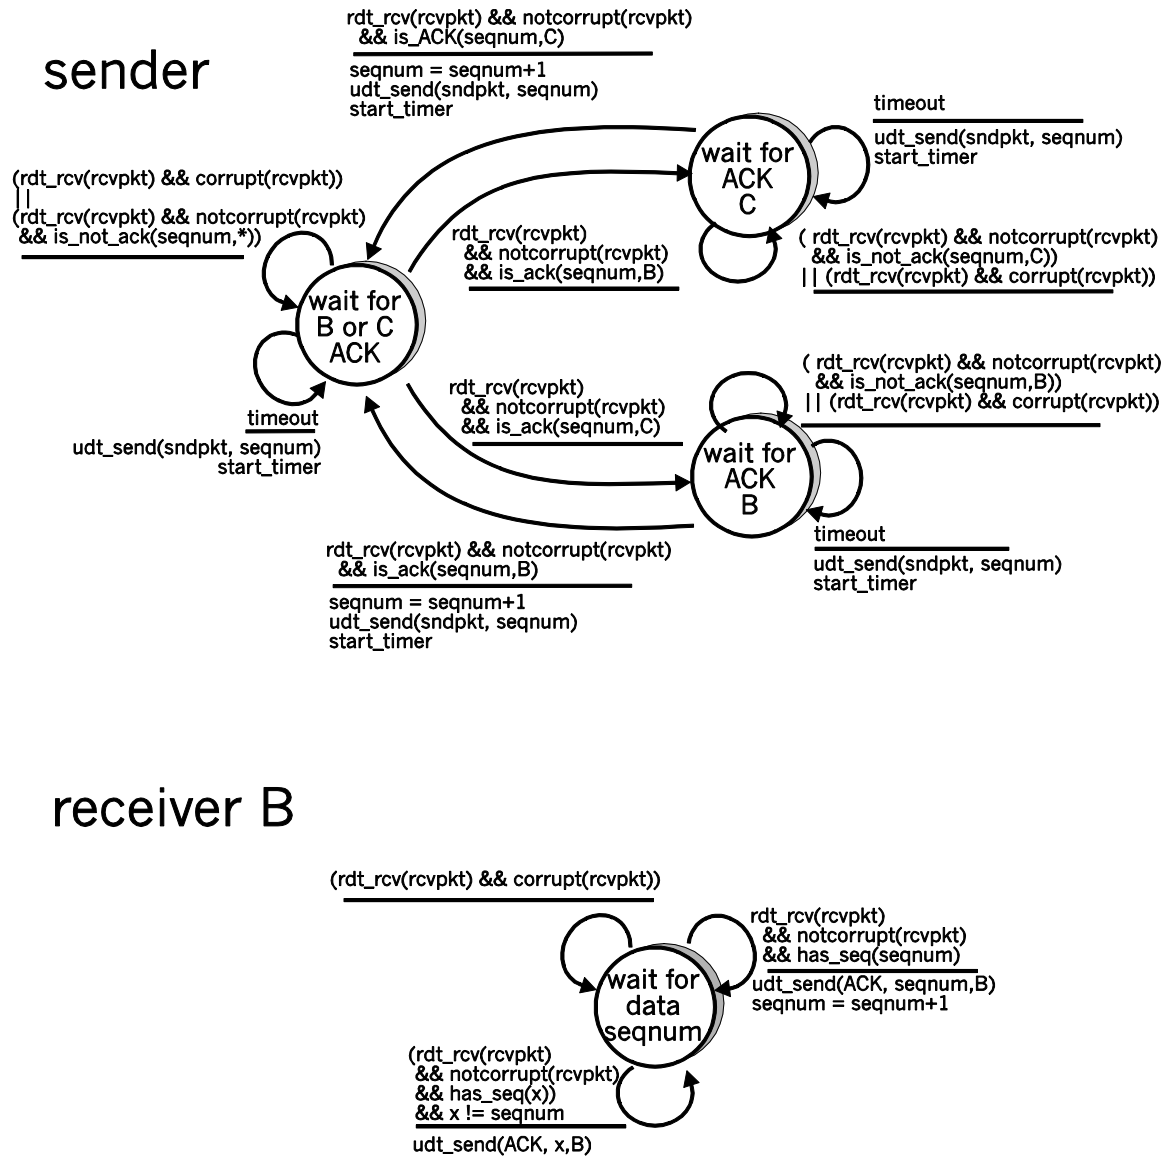 sender
rdt_rcv(rcvpkt) && notcorrupt(rcvpkt)
&& is_ACK(seqnum,C)
seqnum = seqnum+1
udt_send(sndpkt, seqnum)
start_timer
timeout
udt_send(sndpkt, seqnum)
start_timer
wait for
ACK
C
(rdt_rcv(rcvpkt) && corrupt(rcvpkt))
||
(rdt_rcv(rcvpkt) && notcorrupt(rcvpkt)
&& is_not_ack(seqnum,*))
rdt_rcv(rcvpkt)
&& notcorrupt(rcvpkt)
&& is_ack(seqnum,B)
( rdt_rcv(rcvpkt) && notcorrupt(rcvpkt)
&& is_not_ack(seqnum,C))
|| (rdt_rcv(rcvpkt) && corrupt(rcvpkt))
wait for
B or C
ACK
timeout
udt_send(sndpkt, seqnum)
start_timer
rdt_rcv(rcvpkt)
&& notcorrupt(rcvpkt)
&& is_ack(seqnum,C)
( rdt_rcv(rcvpkt) && notcorrupt(rcvpkt)
&& is_not_ack(seqnum,B))
|| (rdt_rcv(rcvpkt) && corrupt(rcvpkt))
wait for
ACK
B
timeout
udt_send(sndpkt, seqnum)
start_timer
rdt_rcv(rcvpkt) && notcorrupt(rcvpkt)
&& is_ack(seqnum,B)
seqnum = seqnum+1
udt_send(sndpkt, seqnum)
start_timer
receiver B
(rdt_rcv(rcvpkt) && corrupt(rcvpkt))
rdt_rcv(rcvpkt)
&& notcorrupt(rcvpkt)
&& has_seq(seqnum)
udt_send(ACK, seqnum,B)
seqnum = seqnum+1
wait for
data
seqnum
(rdt_rcv(rcvpkt)
&& notcorrupt(rcvpkt)
&& has_seq(x))
&& x != seqnum
udt_send(ACK, x,B)